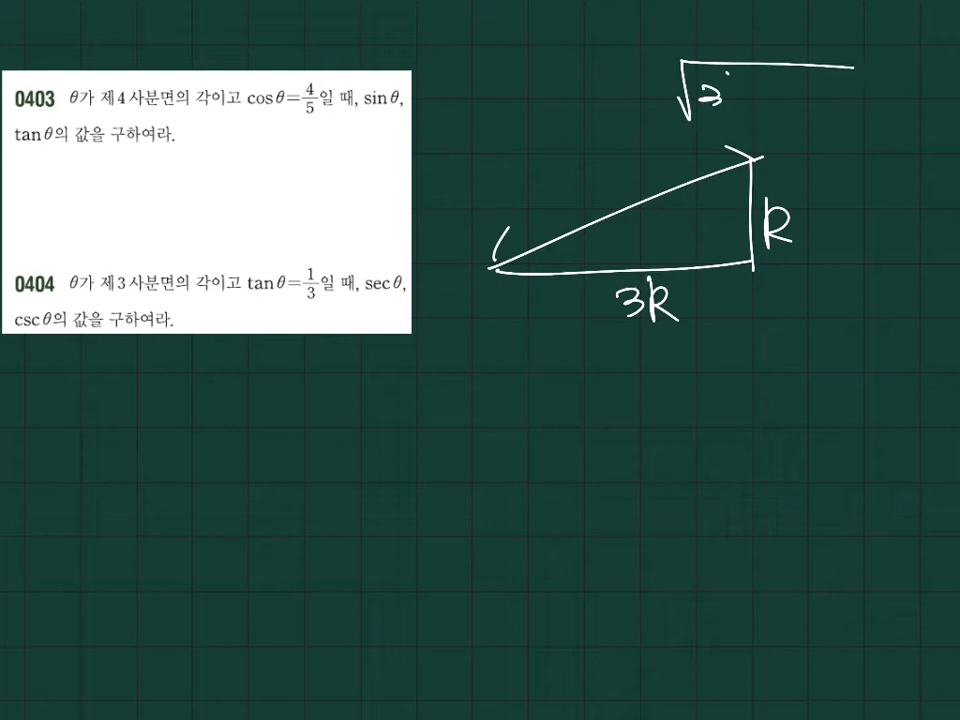 0403 θ가 제4사분면의 각이고 cosθ=4/5일 때, sinθ,
tanθ의 값을 구하여라.
0404 θ가 제3사분면의 각이고 tanθ=1/3일 때, secθ,
cscθ의 값을 구하여라.
√3
k
3k